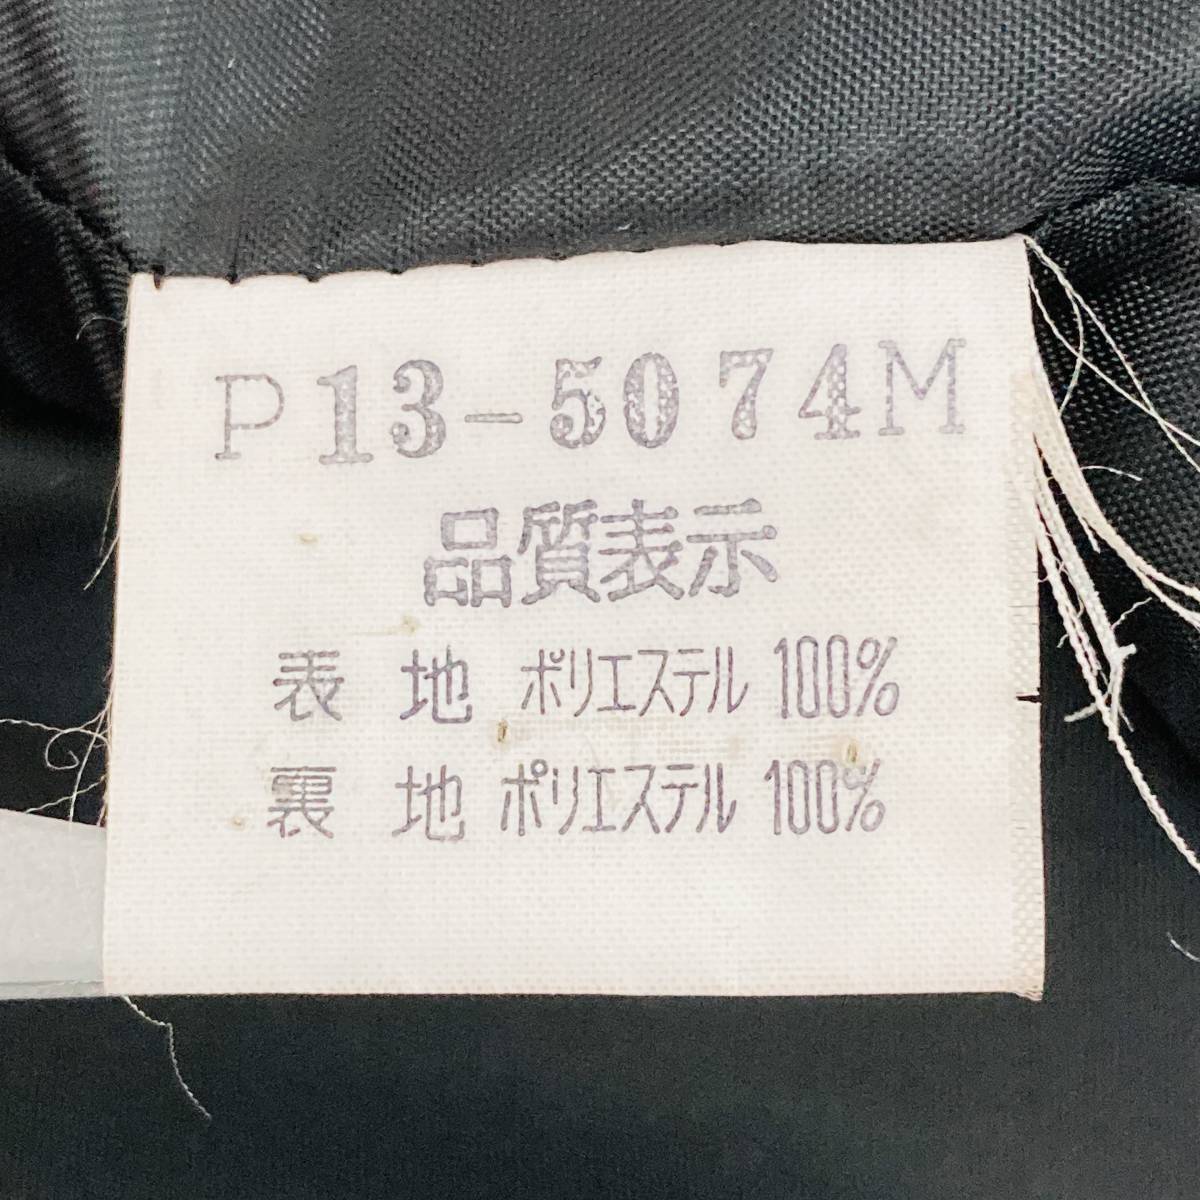 P13-5074M
品質表示
表 地 ポリエステル 100%
裏 地 ポリエステル 100%